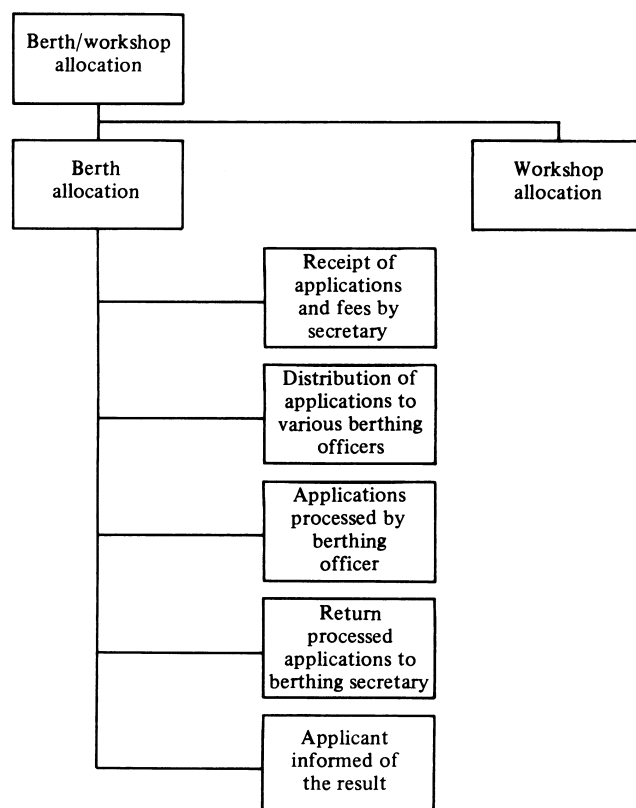 Berth/workshop
allocation
Berth
allocation
Workshop
allocation
Receipt of
applications
and fees by
secretary
Distribution of
applications to
various berthing
officers
Applications
processed by
berthing
officer
Return
processed
applications to
berthing secretary
Applicant
informed of
the result